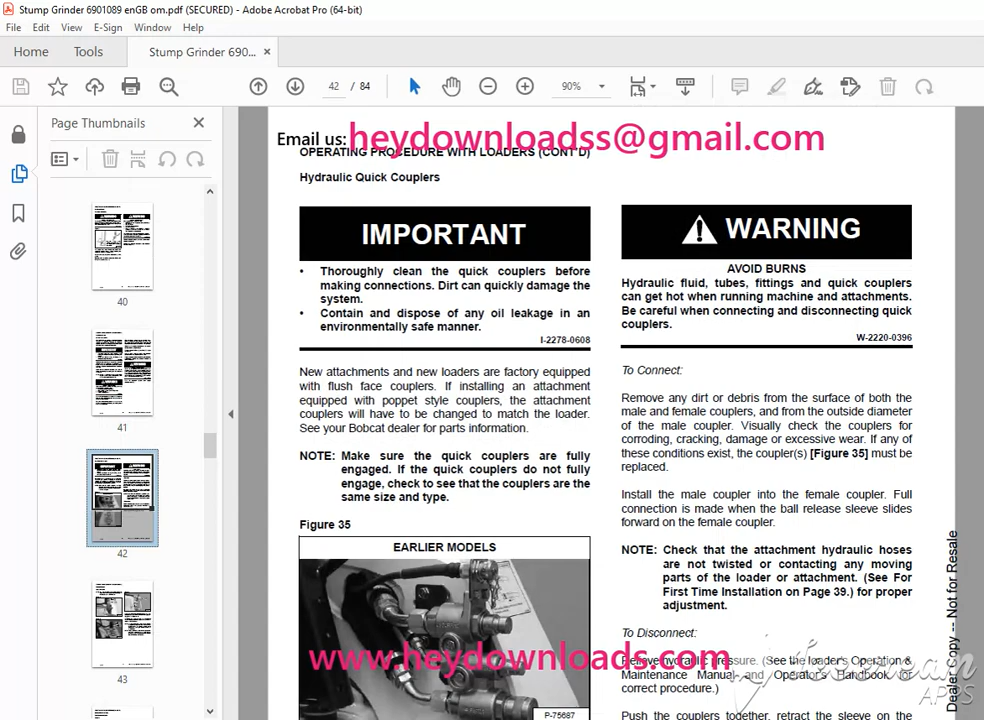 Stump Grinder 6901089 enGB om.pdf (SECURED) - Adobe Acrobat Pro (64-bit)
File Edit View E-Sign Window Help
Home Tools Stump Grinder 690... ×
42 / 84 90%
Page Thumbnails
40
41
42
43
Email us: heydownloadss@gmail.com
OPERATING PROCEDURE WITH LOADERS (CONT'D)
Hydraulic Quick Couplers
IMPORTANT
• Thoroughly clean the quick couplers before
making connections. Dirt can quickly damage the
system.
• Contain and dispose of any oil leakage in an
environmentally safe manner.
I-2278-0608
New attachments and new loaders are factory equipped
with flush face couplers. If installing an attachment
equipped with poppet style couplers, the attachment
couplers will have to be changed to match the loader.
See your Bobcat dealer for parts information.
NOTE: Make sure the quick couplers are fully
engaged. If the quick couplers do not fully
engage, check to see that the couplers are the
same size and type.
Figure 35
EARLIER MODELS
P-75687
WARNING
AVOID BURNS
Hydraulic fluid, tubes, fittings and quick couplers
can get hot when running machine and attachments.
Be careful when connecting and disconnecting quick
couplers.
W-2220-0396
To Connect:
Remove any dirt or debris from the surface of both the
male and female couplers, and from the outside diameter
of the male coupler. Visually check the couplers for
corroding, cracking, damage or excessive wear. If any of
these conditions exist, the coupler(s) [Figure 35] must be
replaced.
Install the male coupler into the female coupler. Full
connection is made when the ball release sleeve slides
forward on the female coupler.
NOTE: Check that the attachment hydraulic hoses
are not twisted or contacting any moving
parts of the loader or attachment. (See For
First Time Installation on Page 39.) for proper
adjustment.
To Disconnect:
Relieve hydraulic pressure. (See the loader's Operation &
Maintenance Manual and Operator's Handbook for
correct procedure.)
Push the couplers together, retract the sleeve on the
www.heydownloads.com
Dealer Copy -- Not for Resale
APPS